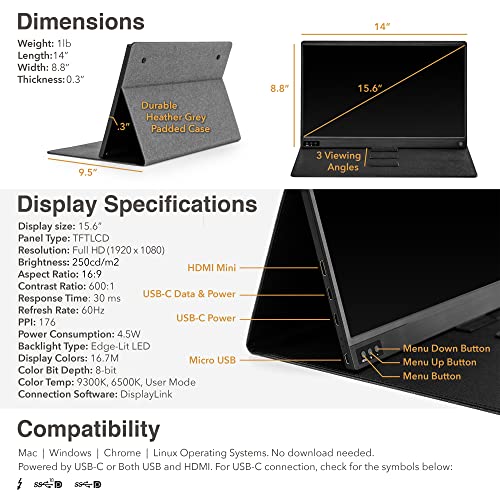 Dimensions
Weight: 1lb
Length:14”
Width: 8.8”
Thickness:0.3”
Durable
Heather Grey
Padded Case
.3”
9.5”
14”
8.8”
15.6”
3 Viewing
Angles
Display Specifications
Display size: 15.6”
Panel Type: TFTLCD
Resolution: Full HD (1920 x 1080)
Brightness: 250cd/m2
Aspect Ratio: 16:9
Contrast Ratio: 600:1
Response Time: 30 ms
Refresh Rate: 60Hz
PPI: 176
Power Consumption: 4.5W
Backlight Type: Edge-Lit LED
Display Colors: 16.7M
Color Bit Depth: 8-bit
Color Temp: 9300K, 6500K, User Mode
Connection Software: DisplayLink
HDMI Mini
USB-C Data & Power
USB-C Power
Micro USB
Menu Down Button
Menu Up Button
Menu Button
Compatibility
Mac | Windows | Chrome | Linux Operating Systems. No download needed.
Powered by USB-C or Both USB and HDMI. For USB-C connection, check for the symbols below: